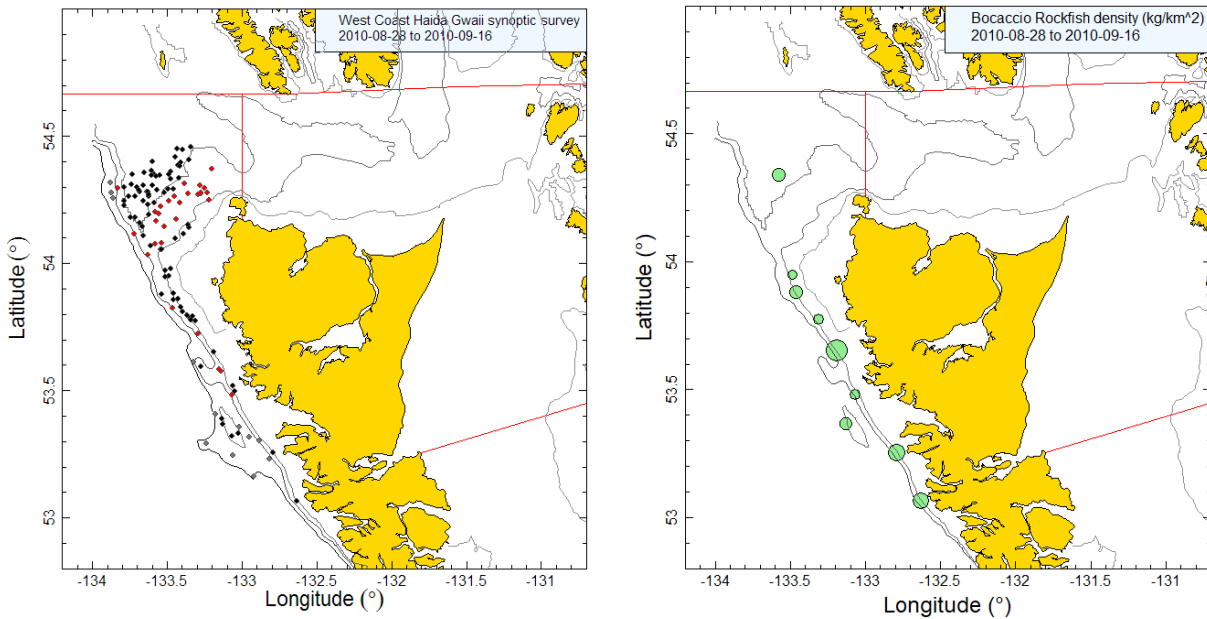 West Coast Haida Gwaii synoptic survey
2010-08-28 to 2010-09-16
Latitude (°)
54.5
54
53.5
53
-134
-133.5
-133
-132.5
-132
-131.5
-131
Longitude (°)
Bocaccio Rockfish density (kg/km^2)
2010-08-28 to 2010-09-16
Latitude (°)
54.5
54
53.5
53
-134
-133.5
-133
-132.5
-132
-131.5
-131
Longitude (°)